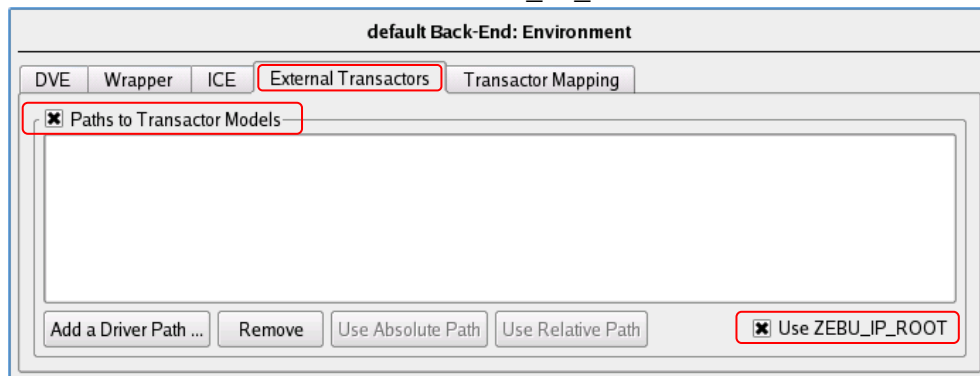 default Back-End: Environment
DVE Wrapper ICE External Transactors Transactor Mapping
Paths to Transactor Models
Add a Driver Path ... Remove Use Absolute Path Use Relative Path Use ZEBU_IP_ROOT